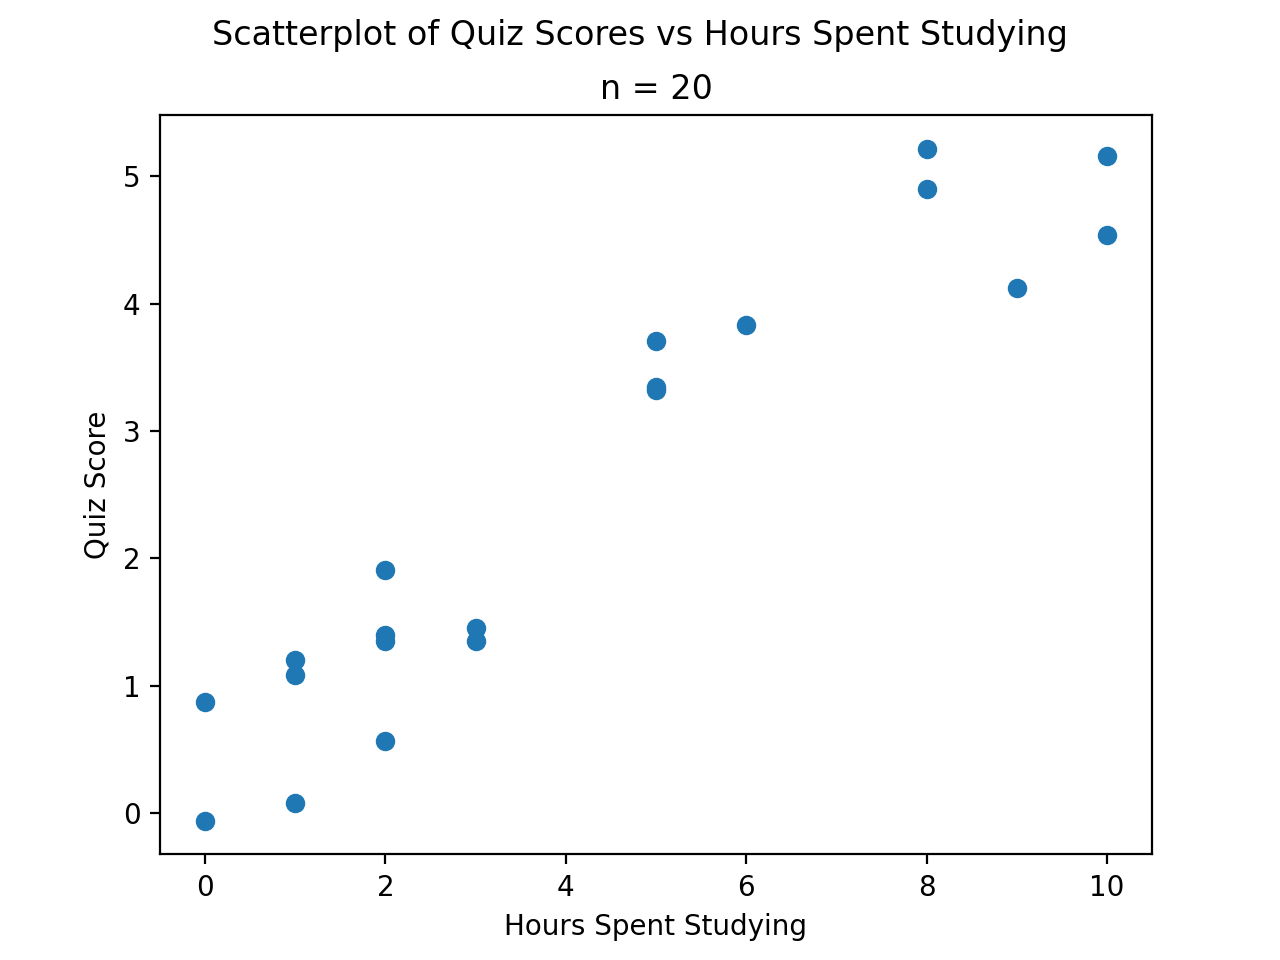 Scatterplot of Quiz Scores vs Hours Spent Studying
n = 20
Quiz Score
5
4
3
2
1
0
0 2 4 6 8 10
Hours Spent Studying